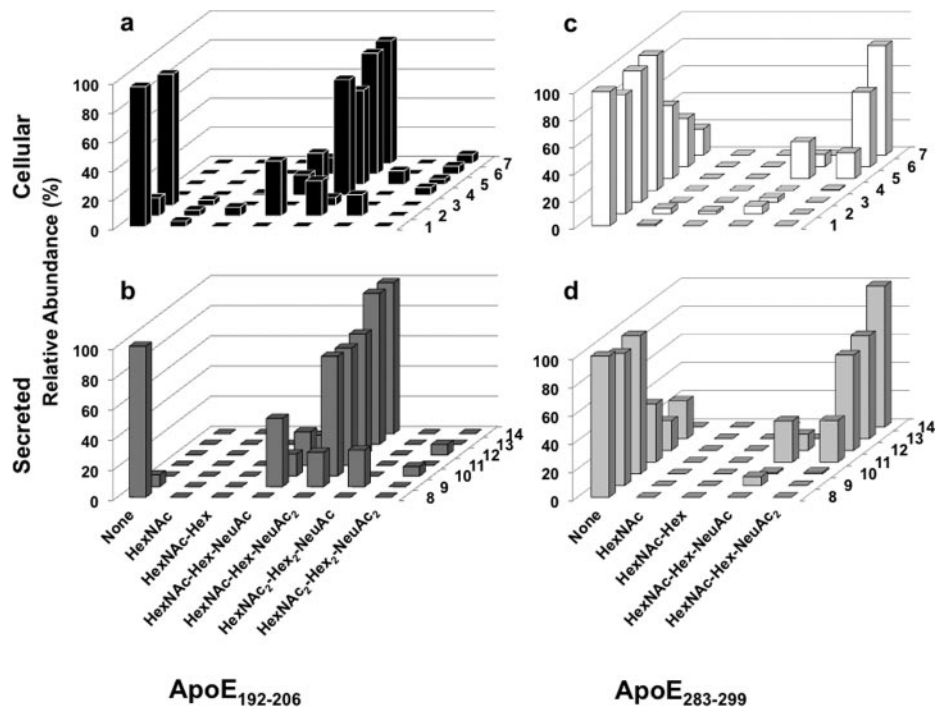 a
c
Cellular
Secreted
Relative Abundance (%)
100
80
60
40
20
0
1
2
3
4
5
6
7
100
80
60
40
20
0
1
2
3
4
5
6
7
b
d
100
80
60
40
20
0
8
9
10
11
12
13
14
100
80
60
40
20
0
8
9
10
11
12
13
14
None
HexNAc
HexNAc-Hex
HexNAc-Hex-NeuAc
HexNAc-Hex-NeuAc₂
HexNAc₂-Hex₂-NeuAc
HexNAc₂-Hex₂-NeuAc₂
None
HexNAc
HexNAc-Hex
HexNAc-Hex-NeuAc
HexNAc-Hex-NeuAc₂
ApoE₁₉₂₋₂₀₆
ApoE₂₈₃₋₂₉₉